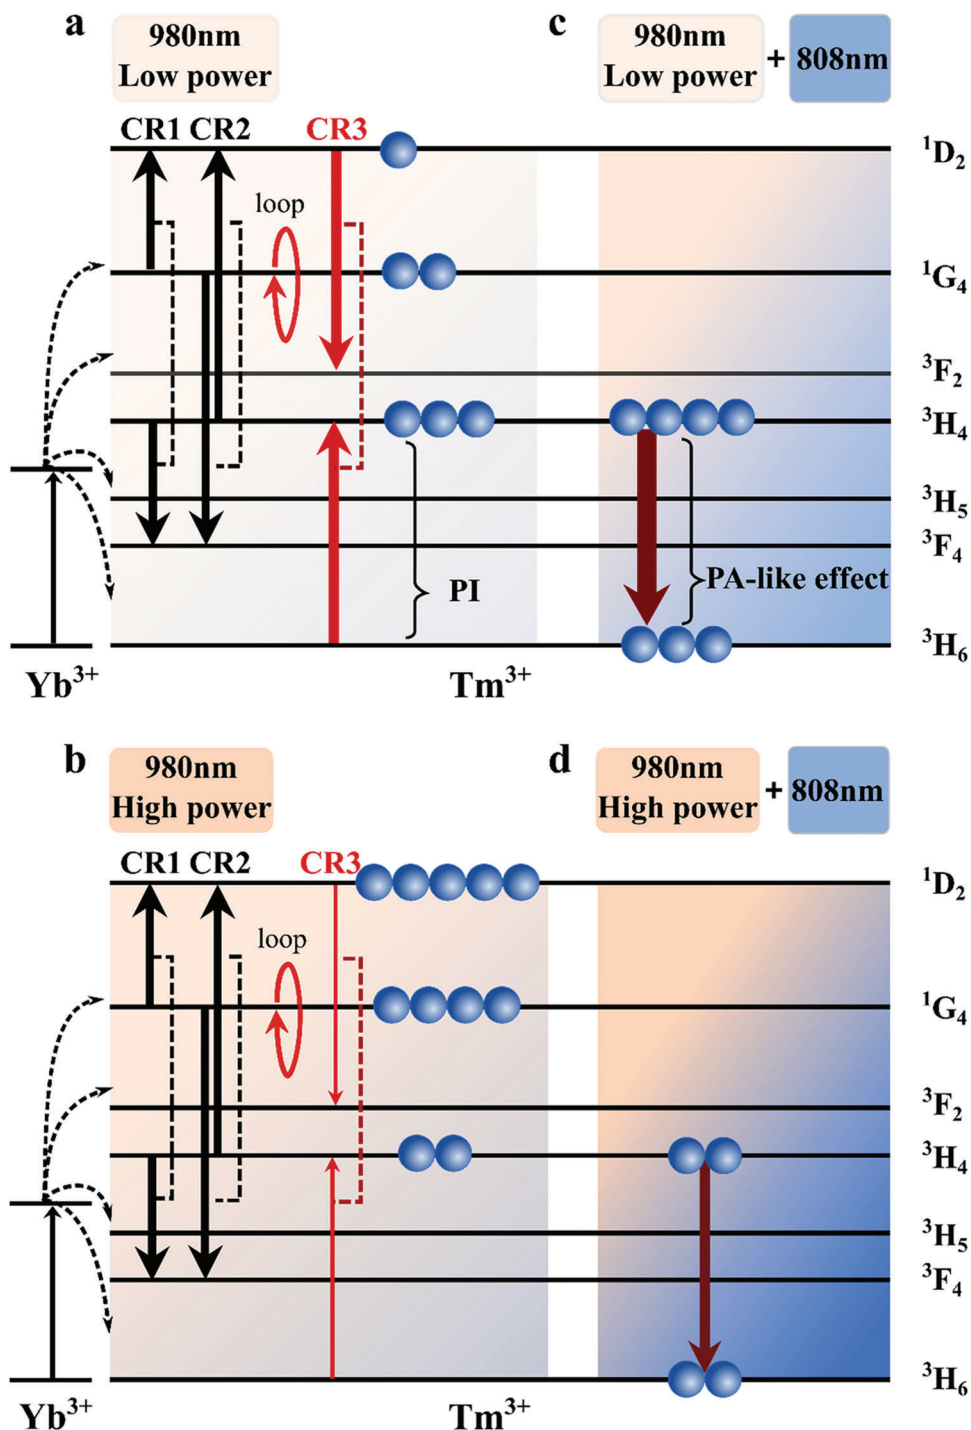 a
980nm
Low power
c
980nm
Low power
+
808nm
CR1 CR2 CR3
¹D₂
loop
¹G₄
³F₂
³H₄
³H₅
³F₄
PI
PA-like effect
³H₆
Yb³⁺
Tm³⁺
b
980nm
High power
d
980nm
High power
+
808nm
CR1 CR2 CR3
¹D₂
loop
¹G₄
³F₂
³H₄
³H₅
³F₄
³H₆
Yb³⁺
Tm³⁺